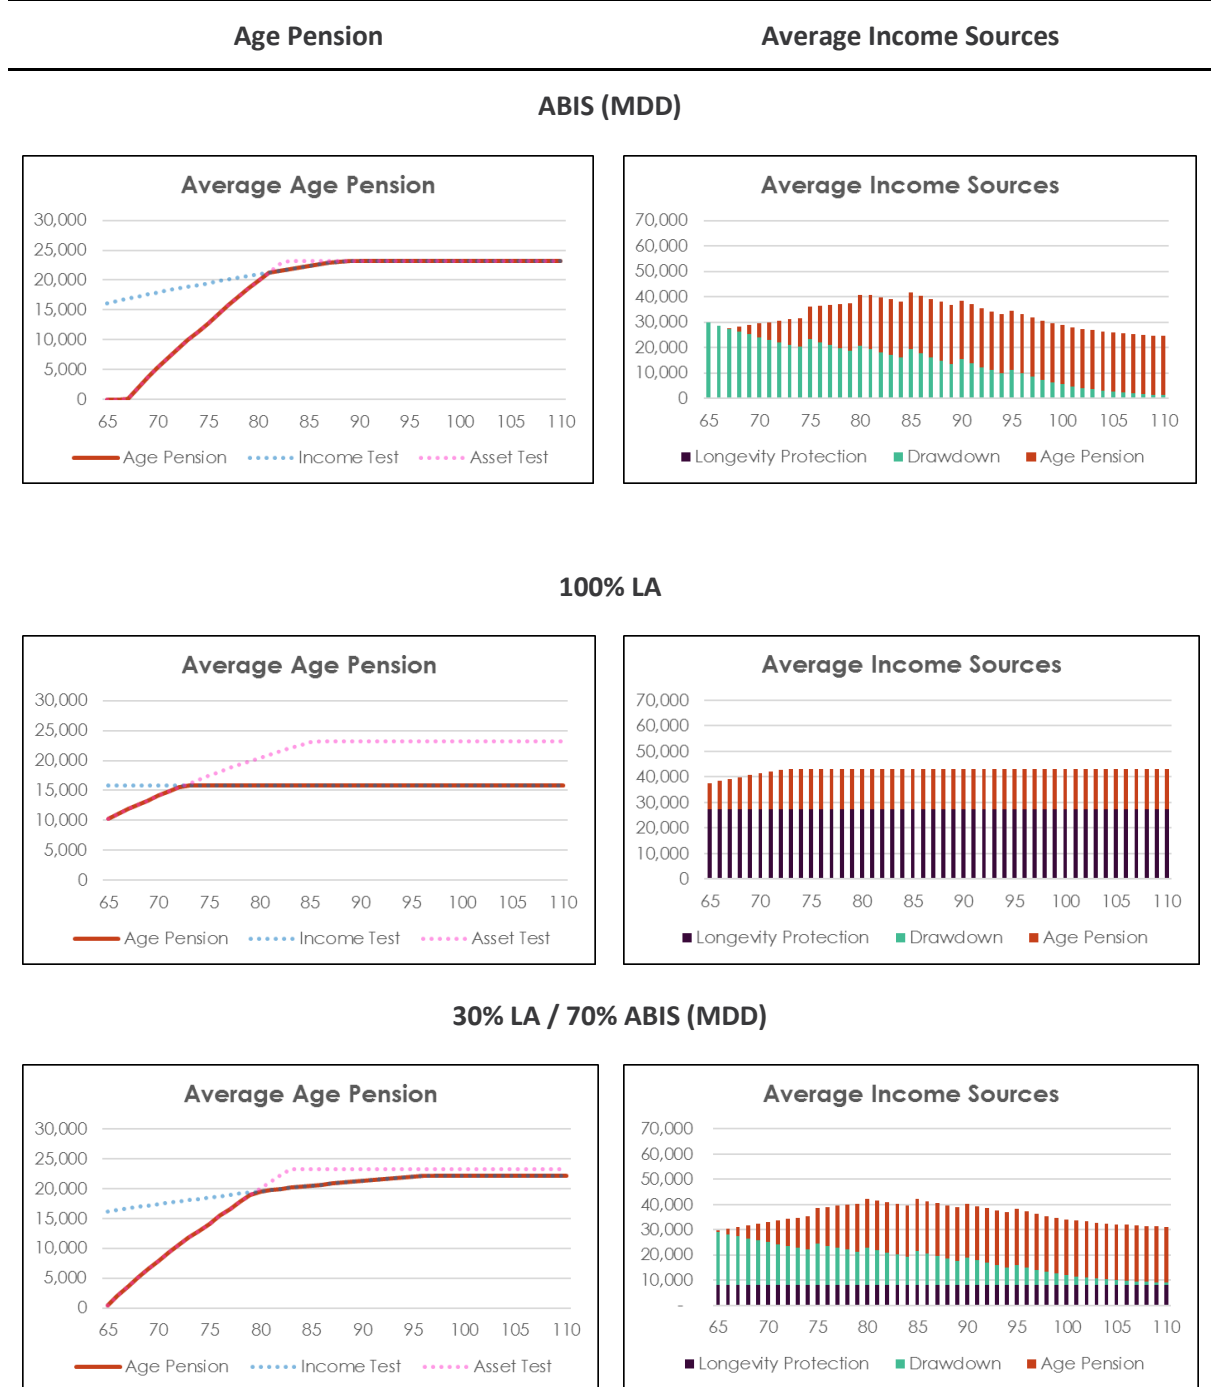 Age Pension Average Income Sources
ABIS (MDD)
Average Age Pension
30,000
25,000
20,000
15,000
10,000
5,000
0
65 70 75 80 85 90 95 100 105 110
Age Pension Income Test Asset Test
Average Income Sources
70,000
60,000
50,000
40,000
30,000
20,000
10,000
0
65 70 75 80 85 90 95 100 105 110
Longevity Protection Drawdown Age Pension
100% LA
Average Age Pension
30,000
25,000
20,000
15,000
10,000
5,000
0
65 70 75 80 85 90 95 100 105 110
Age Pension Income Test Asset Test
Average Income Sources
70,000
60,000
50,000
40,000
30,000
20,000
10,000
0
65 70 75 80 85 90 95 100 105 110
Longevity Protection Drawdown Age Pension
30% LA / 70% ABIS (MDD)
Average Age Pension
30,000
25,000
20,000
15,000
10,000
5,000
0
65 70 75 80 85 90 95 100 105 110
Age Pension Income Test Asset Test
Average Income Sources
70,000
60,000
50,000
40,000
30,000
20,000
10,000
-
65 70 75 80 85 90 95 100 105 110
Longevity Protection Drawdown Age Pension